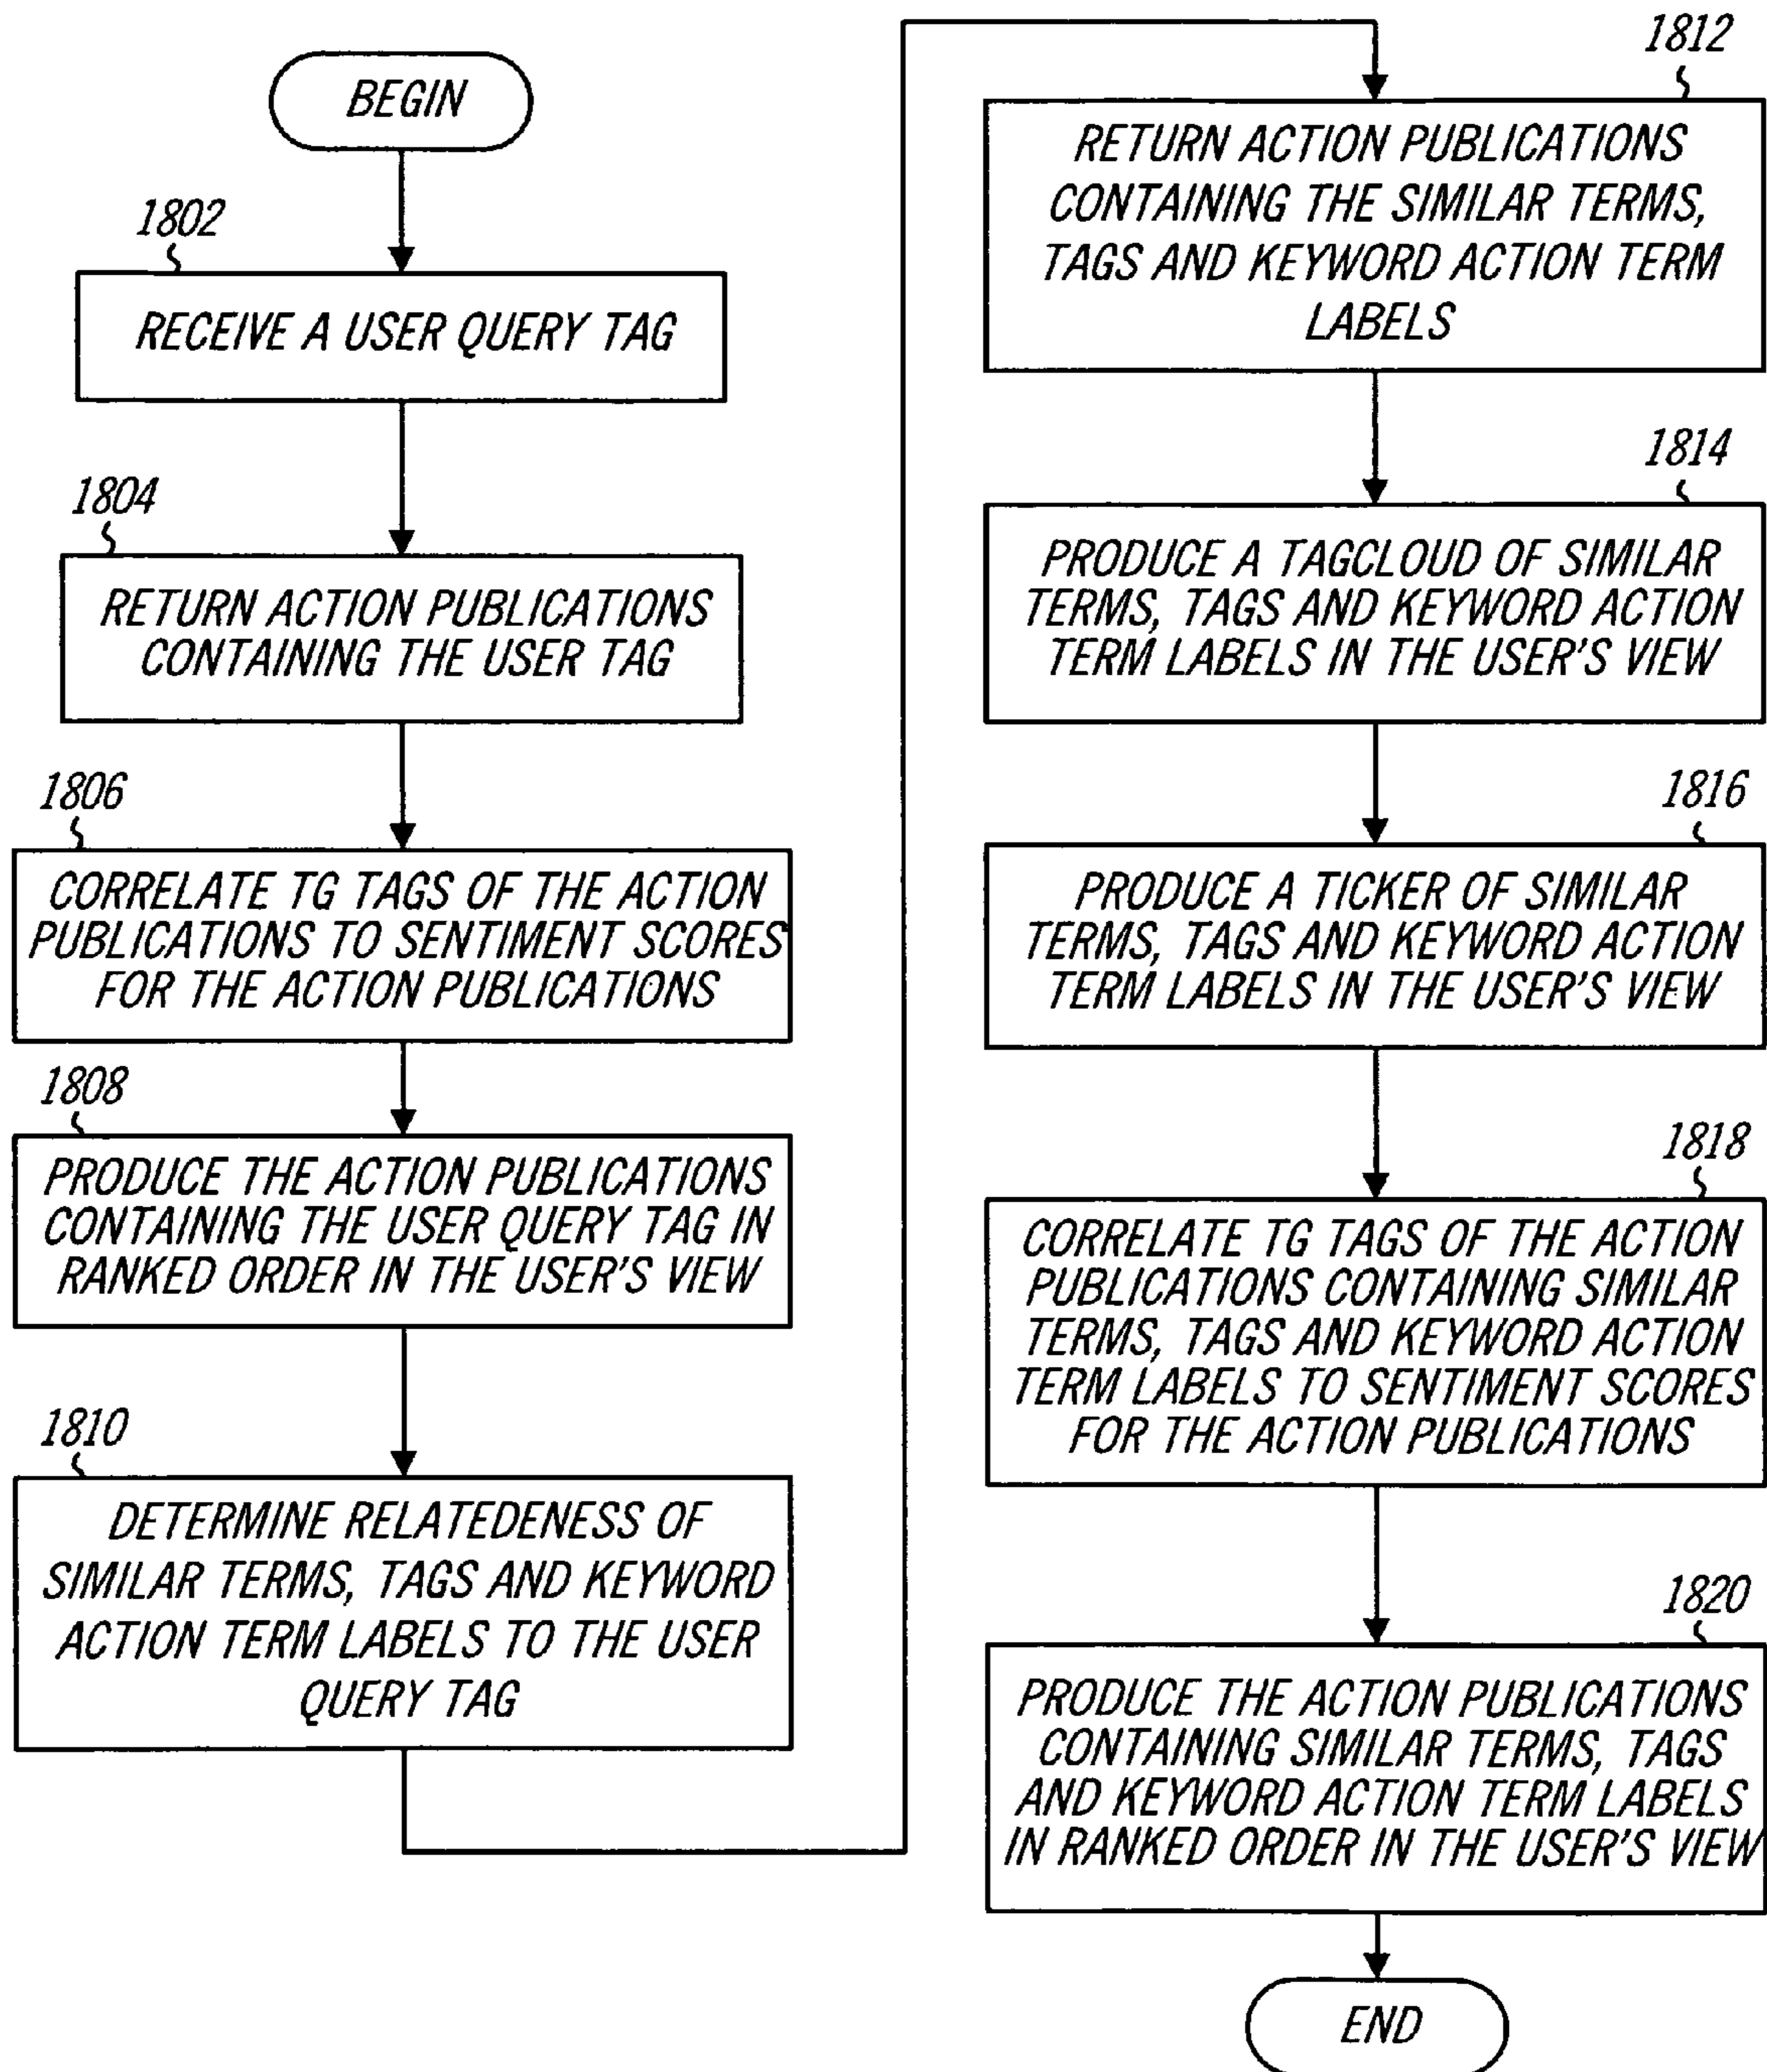 BEGIN
1802
RECEIVE A USER QUERY TAG
1804
RETURN ACTION PUBLICATIONS
CONTAINING THE USER TAG
1806
CORRELATE TG TAGS OF THE ACTION
PUBLICATIONS TO SENTIMENT SCORES
FOR THE ACTION PUBLICATIONS
1808
PRODUCE THE ACTION PUBLICATIONS
CONTAINING THE USER QUERY TAG IN
RANKED ORDER IN THE USER'S VIEW
1810
DETERMINE RELATEDENESS OF
SIMILAR TERMS, TAGS AND KEYWORD
ACTION TERM LABELS TO THE USER
QUERY TAG
1812
RETURN ACTION PUBLICATIONS
CONTAINING THE SIMILAR TERMS,
TAGS AND KEYWORD ACTION TERM
LABELS
1814
PRODUCE A TAGCLOUD OF SIMILAR
TERMS, TAGS AND KEYWORD ACTION
TERM LABELS IN THE USER'S VIEW
1816
PRODUCE A TICKER OF SIMILAR
TERMS, TAGS AND KEYWORD ACTION
TERM LABELS IN THE USER'S VIEW
1818
CORRELATE TG TAGS OF THE ACTION
PUBLICATIONS CONTAINING SIMILAR
TERMS, TAGS AND KEYWORD ACTION
TERM LABELS TO SENTIMENT SCORES
FOR THE ACTION PUBLICATIONS
1820
PRODUCE THE ACTION PUBLICATIONS
CONTAINING SIMILAR TERMS, TAGS
AND KEYWORD ACTION TERM LABELS
IN RANKED ORDER IN THE USER'S VIEW
END